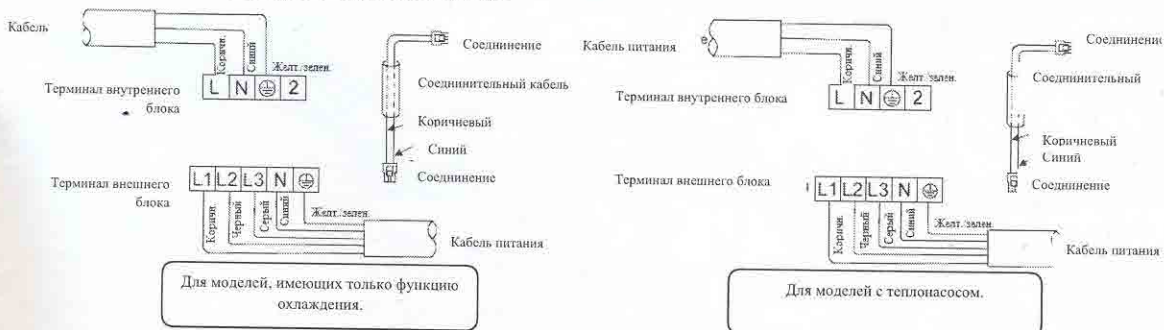 Кабель
Коричн.
Синий
Желт./зелен.
L N 2
Терминал внутреннего
блока
Соединение
Соединительный кабель
Коричневый
Синий
Соединение
Терминал внешнего
блока
L1 L2 L3 N
Коричн.
Черный
Серый
Синий
Желт./зелен.
Кабель питания
Для моделей, имеющих только функцию
охлаждения.
Кабель питания
Коричн.
Синий
Желт./зелен.
L N 2
Терминал внутреннего блока
Соединение
Соединительный
Коричневый
Синий
Соединение
Терминал внешнего блока
L1 L2 L3 N
Коричн.
Черный
Серый
Синий
Желт./зелен.
Кабель питания
Для моделей с теплонасосом.